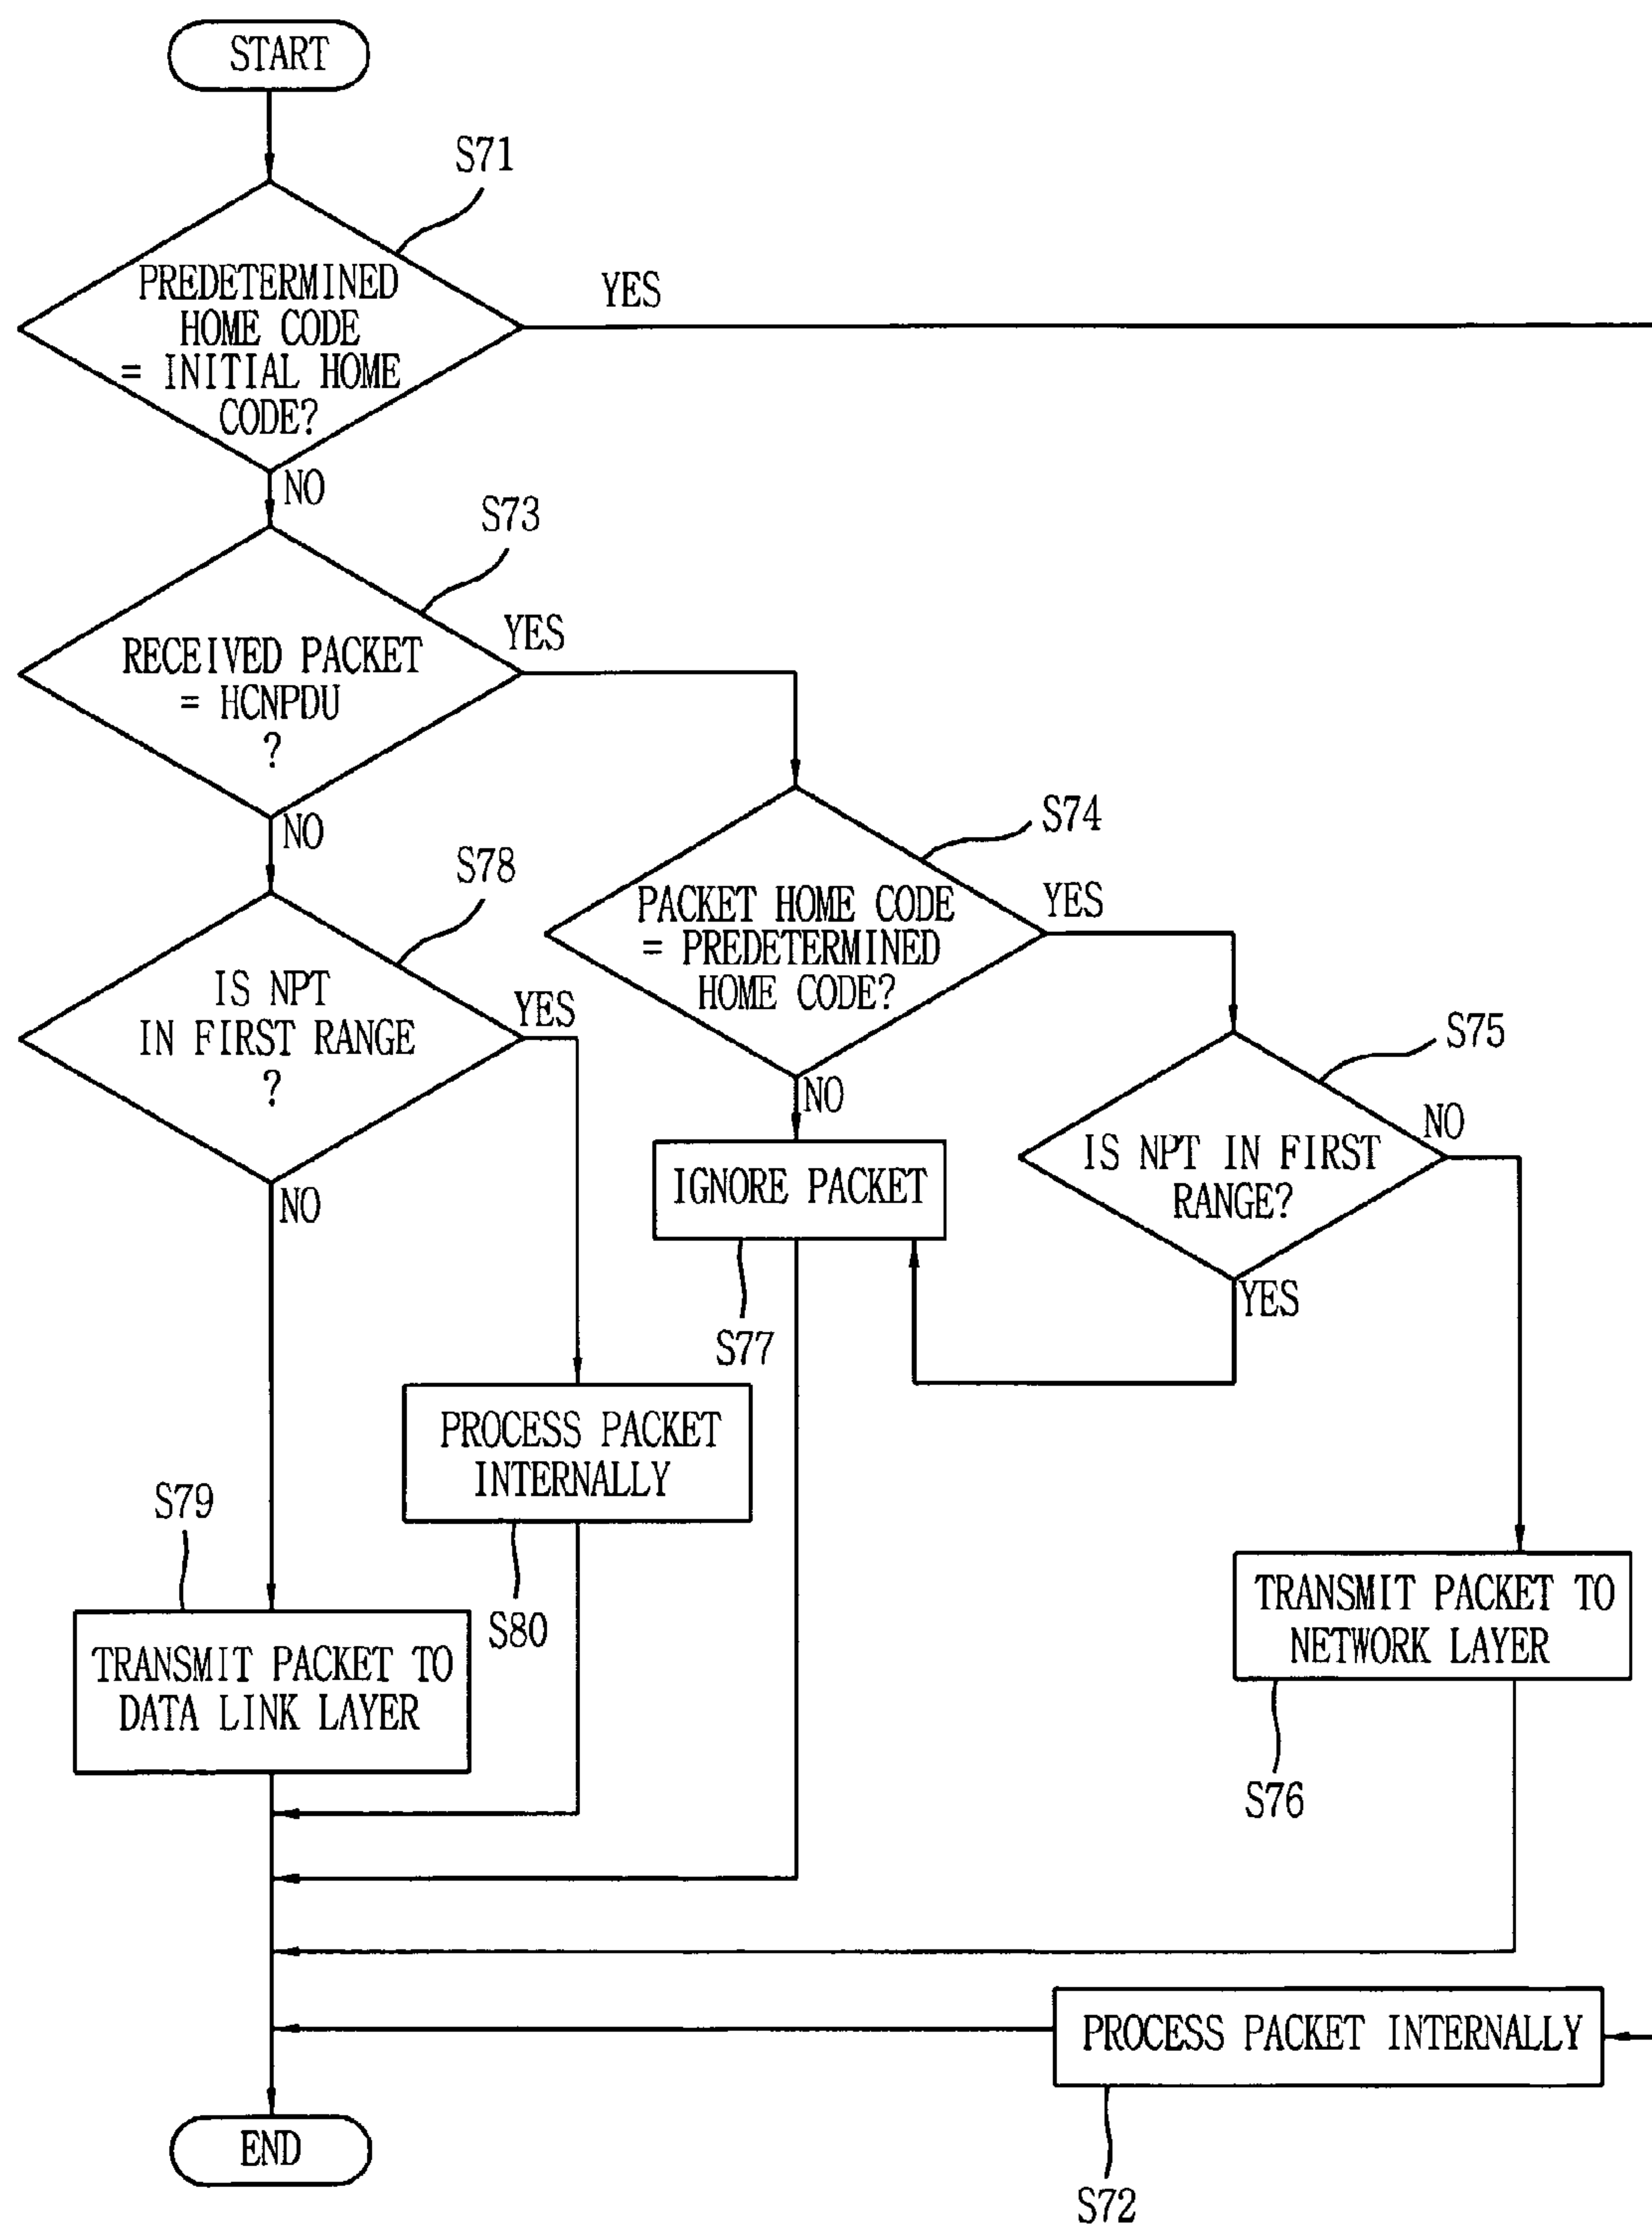 START
S71
PREDETERMINED
HOME CODE
= INITIAL HOME
CODE?
YES
NO
S73
RECEIVED PACKET
= HCNPDU
?
YES
NO
S74
PACKET HOME CODE
= PREDETERMINED
HOME CODE?
YES
NO
S78
IS NPT
IN FIRST RANGE
?
YES
NO
S75
IS NPT IN FIRST
RANGE?
NO
YES
IGNORE PACKET
S77
PROCESS PACKET
INTERNALLY
S80
S79
TRANSMIT PACKET TO
DATA LINK LAYER
TRANSMIT PACKET TO
NETWORK LAYER
S76
PROCESS PACKET INTERNALLY
S72
END